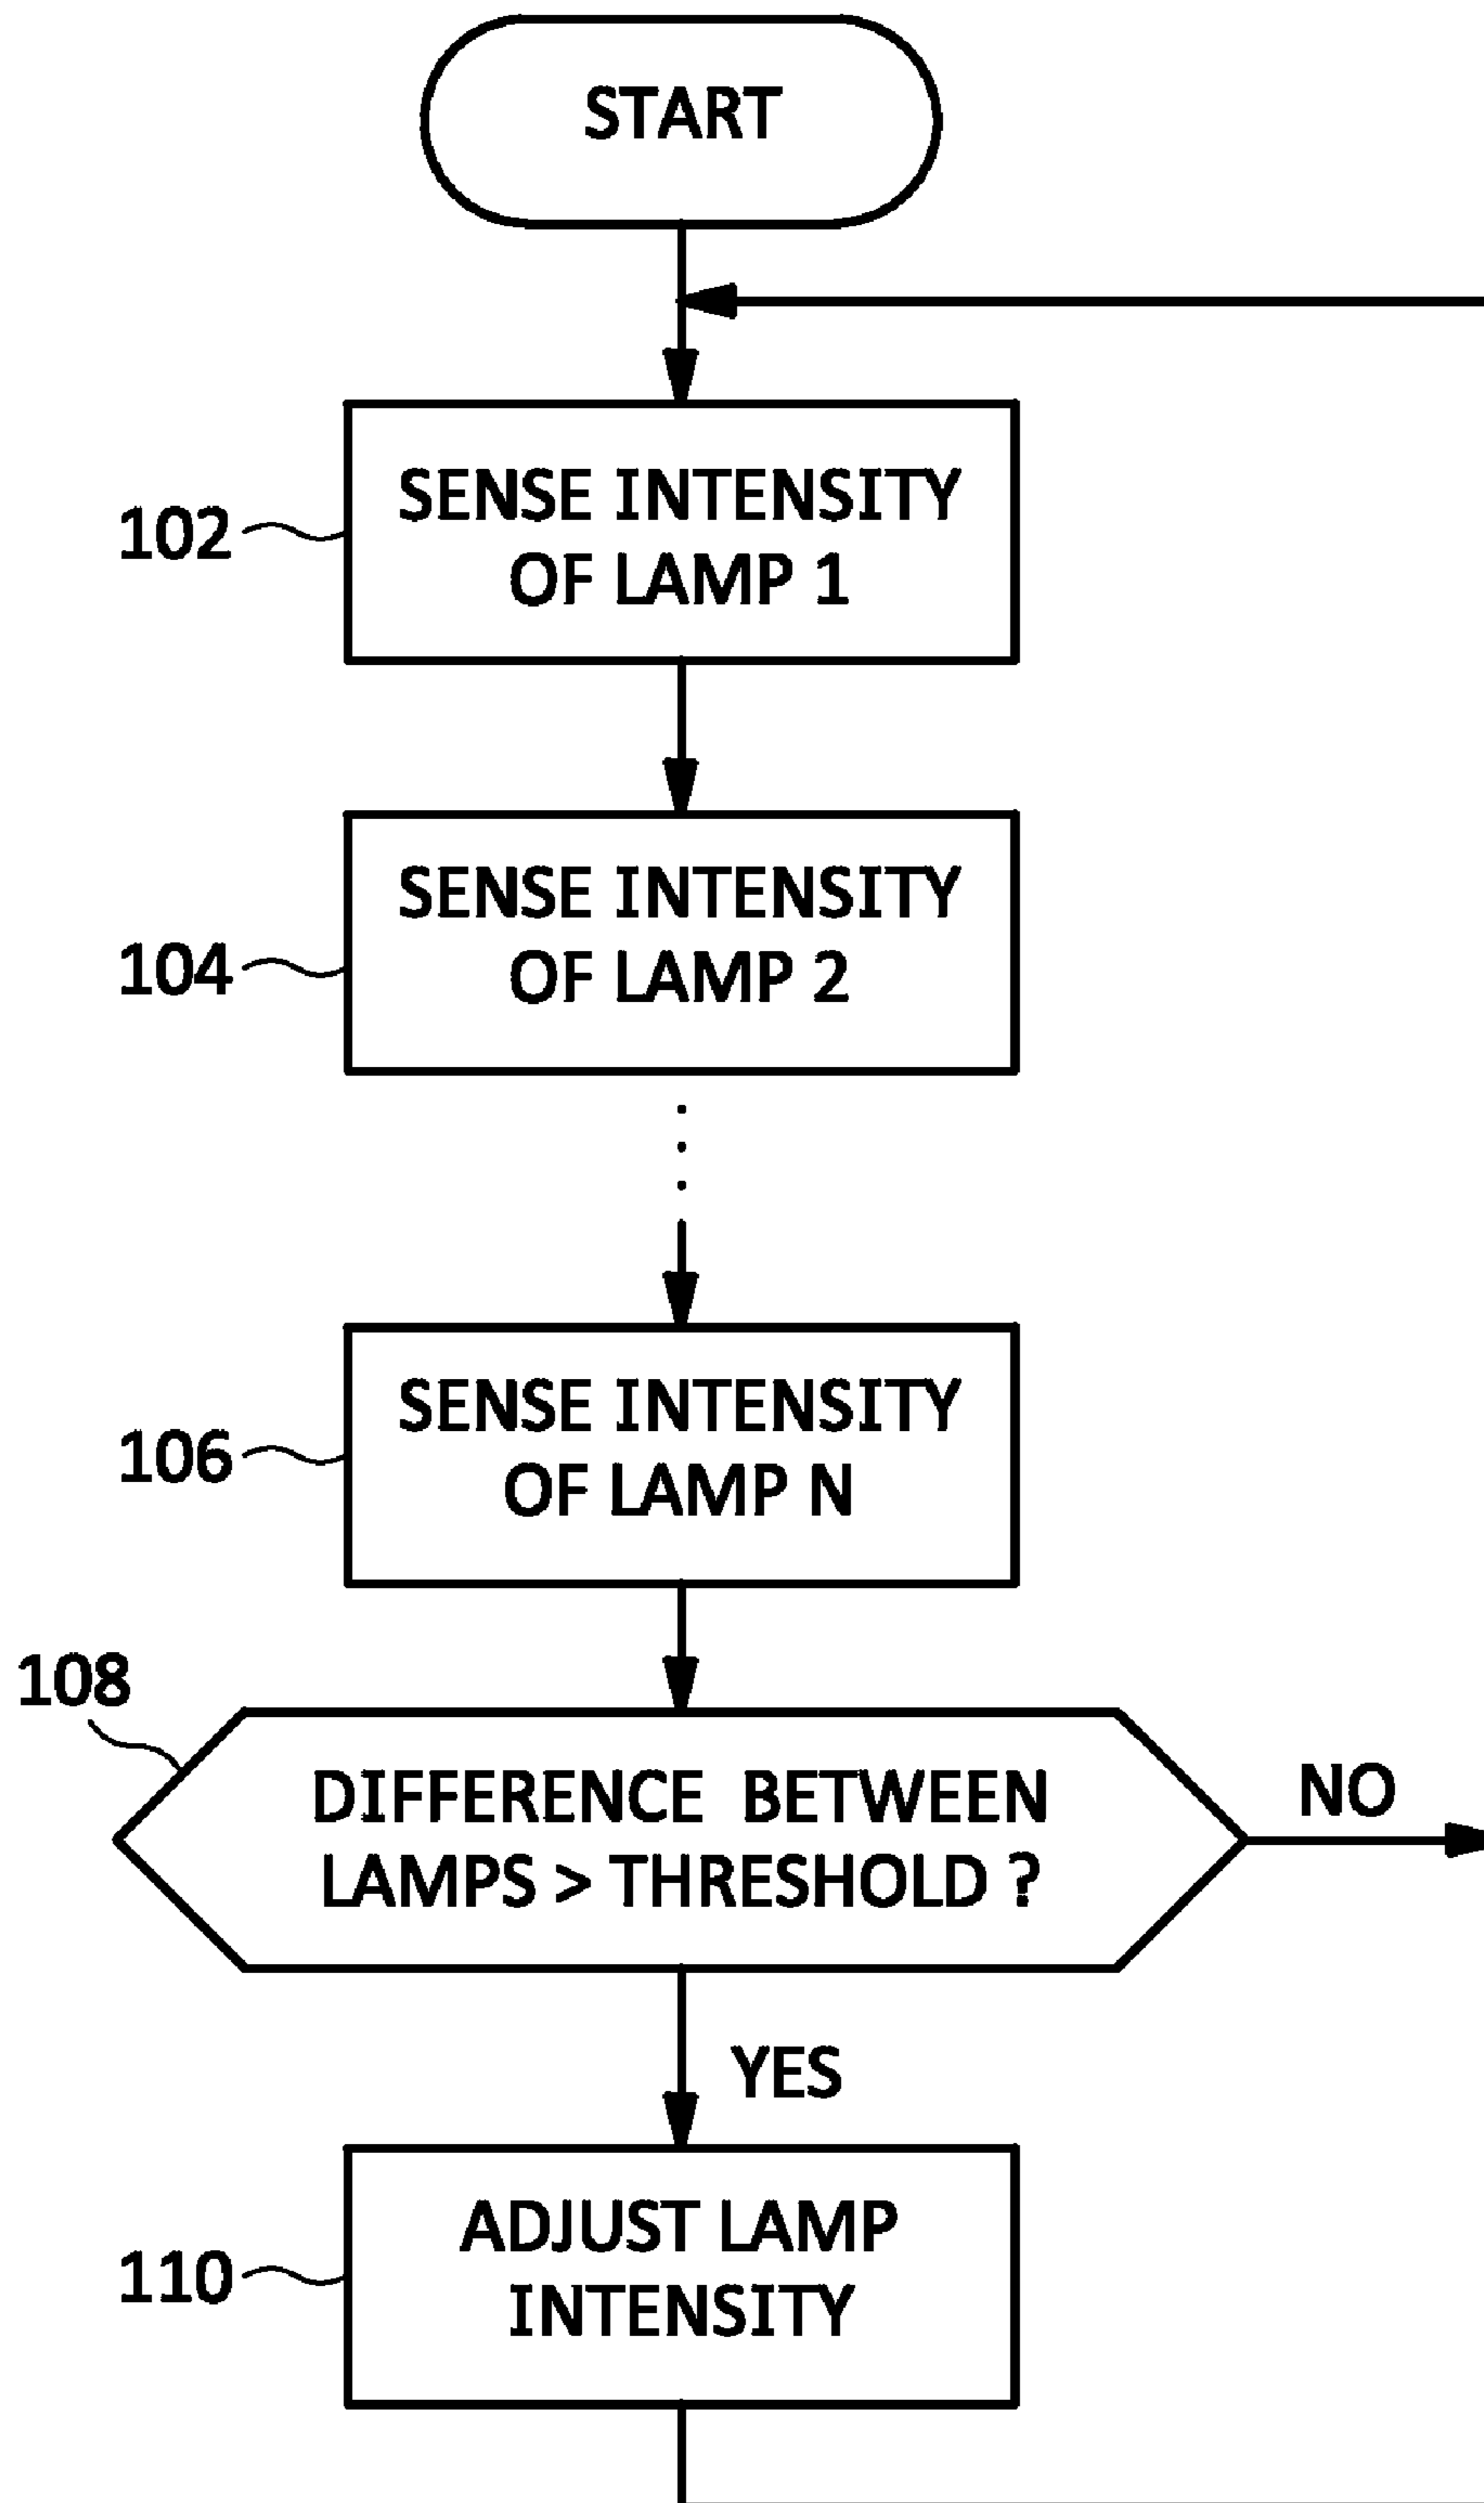 START
102
SENSE INTENSITY
OF LAMP 1
104
SENSE INTENSITY
OF LAMP 2
106
SENSE INTENSITY
OF LAMP N
108
DIFFERENCE BETWEEN
LAMPS > THRESHOLD ?
NO
YES
110
ADJUST LAMP
INTENSITY